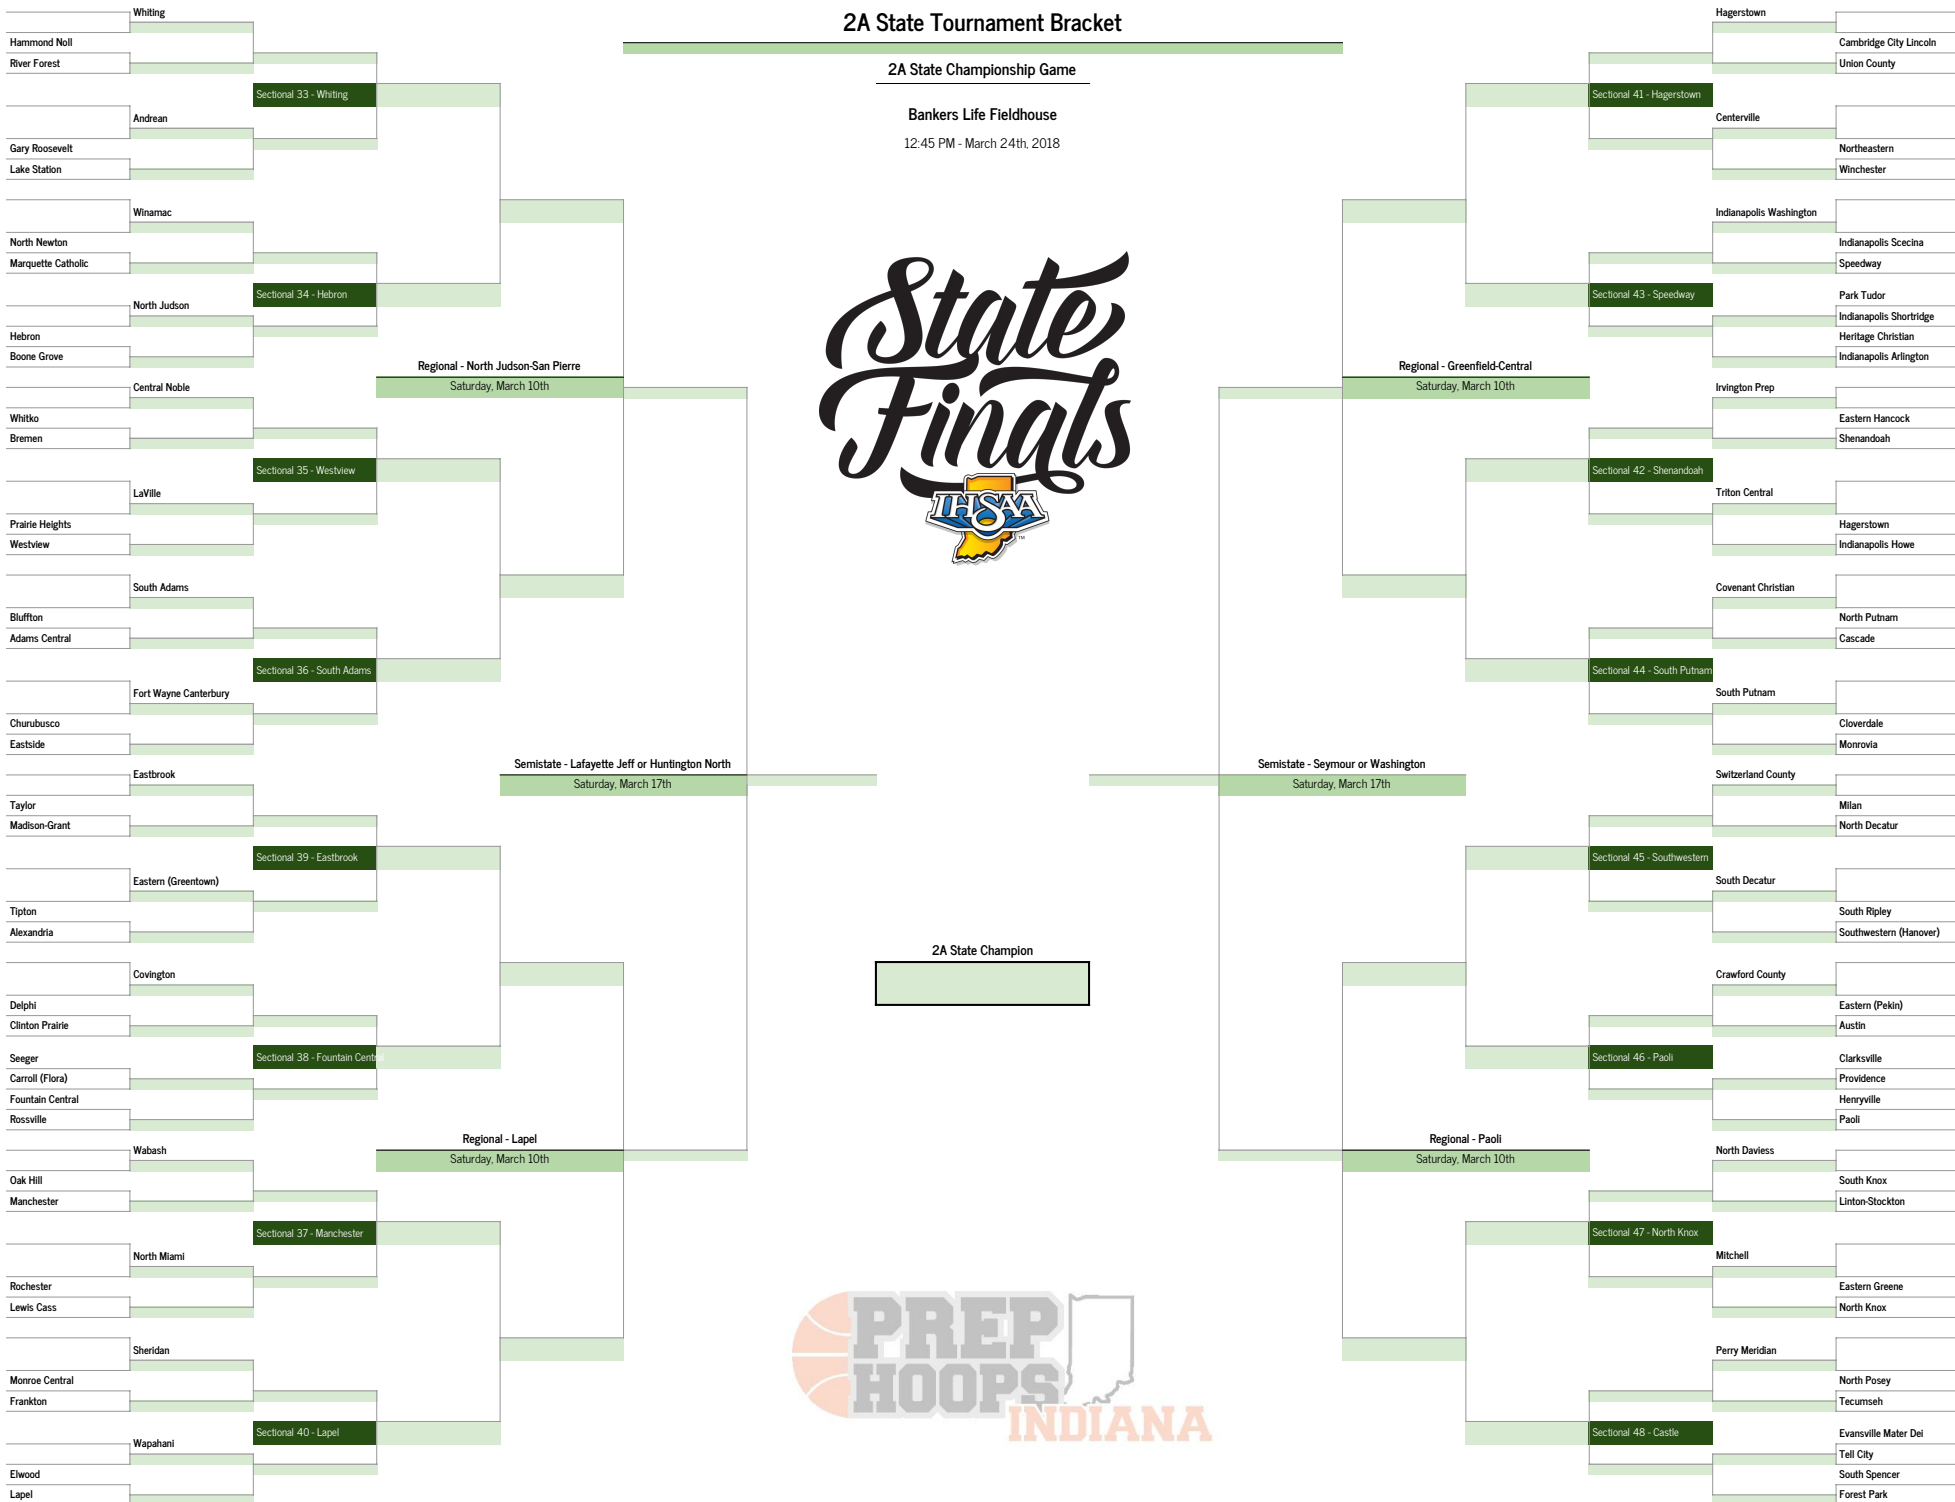 2A State Tournament Bracket
2A State Championship Game
Bankers Life Fieldhouse
12:45 PM - March 24th, 2018
Whiting
Hammond Noll
River Forest
Sectional 33 - Whiting
Andrean
Gary Roosevelt
Lake Station
Winamac
North Newton
Marquette Catholic
Sectional 34 - Hebron
North Judson
Hebron
Boone Grove
Regional - North Judson-San Pierre
Saturday, March 10th
Central Noble
Whitko
Bremen
Sectional 35 - Westview
LaVille
Prairie Heights
Westview
South Adams
Bluffton
Adams Central
Sectional 36 - South Adams
Fort Wayne Canterbury
Churubusco
Eastside
Semistate - Lafayette Jeff or Huntington North
Saturday, March 17th
Eastbrook
Taylor
Madison-Grant
Sectional 39 - Eastbrook
Eastern (Greentown)
Tipton
Alexandria
Covington
Delphi
Clinton Prairie
Sectional 38 - Fountain Central
Seeger
Carroll (Flora)
Fountain Central
Rossville
Regional - Lapel
Saturday, March 10th
Wabash
Oak Hill
Manchester
Sectional 37 - Manchester
North Miami
Rochester
Lewis Cass
Sheridan
Monroe Central
Frankton
Sectional 40 - Lapel
Wapahani
Elwood
Lapel
State
Finals
IHSAA
TM
2A State Champion
PREP
HOOPS
INDIANA
Hagerstown
Cambridge City Lincoln
Union County
Sectional 41 - Hagerstown
Centerville
Northeastern
Winchester
Indianapolis Washington
Indianapolis Scecina
Speedway
Sectional 43 - Speedway
Park Tudor
Indianapolis Shortridge
Heritage Christian
Indianapolis Arlington
Regional - Greenfield-Central
Saturday, March 10th
Irvington Prep
Eastern Hancock
Shenandoah
Sectional 42 - Shenandoah
Triton Central
Hagerstown
Indianapolis Howe
Covenant Christian
North Putnam
Cascade
Sectional 44 - South Putnam
South Putnam
Cloverdale
Monrovia
Semistate - Seymour or Washington
Saturday, March 17th
Switzerland County
Milan
North Decatur
Sectional 45 - Southwestern
South Decatur
South Ripley
Southwestern (Hanover)
Crawford County
Eastern (Pekin)
Austin
Sectional 46 - Paoli
Clarksville
Providence
Henryville
Paoli
Regional - Paoli
Saturday, March 10th
North Daviess
South Knox
Linton-Stockton
Sectional 47 - North Knox
Mitchell
Eastern Greene
North Knox
Perry Meridian
North Posey
Tecumseh
Sectional 48 - Castle
Evansville Mater Dei
Tell City
South Spencer
Forest Park